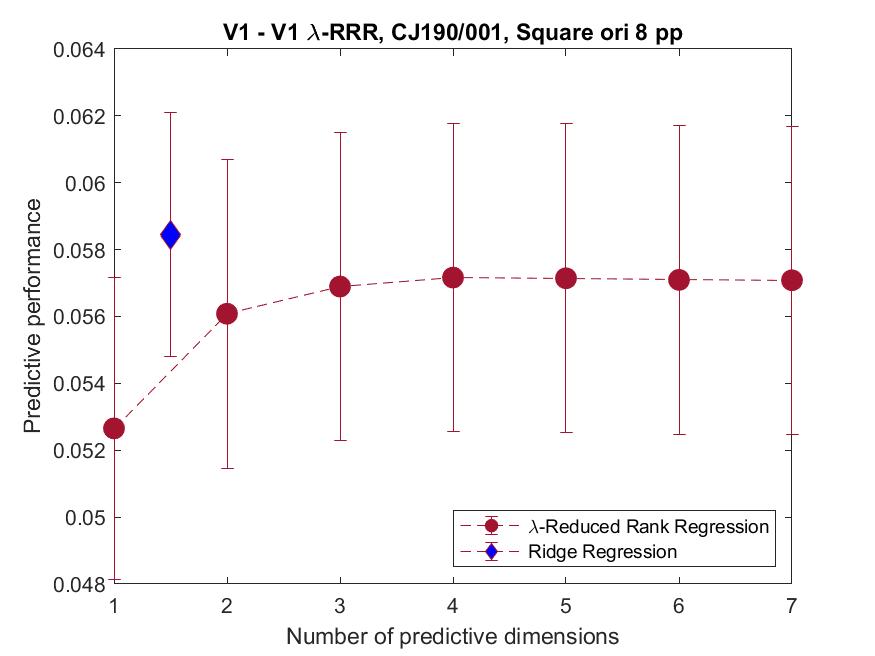 V1 - V1 λ-RRR, CJ190/001, Square ori 8 pp
0.064
0.062
0.06
0.058
0.056
0.054
0.052
0.05
0.048
Predictive performance
1 2 3 4 5 6 7
Number of predictive dimensions
λ-Reduced Rank Regression
Ridge Regression